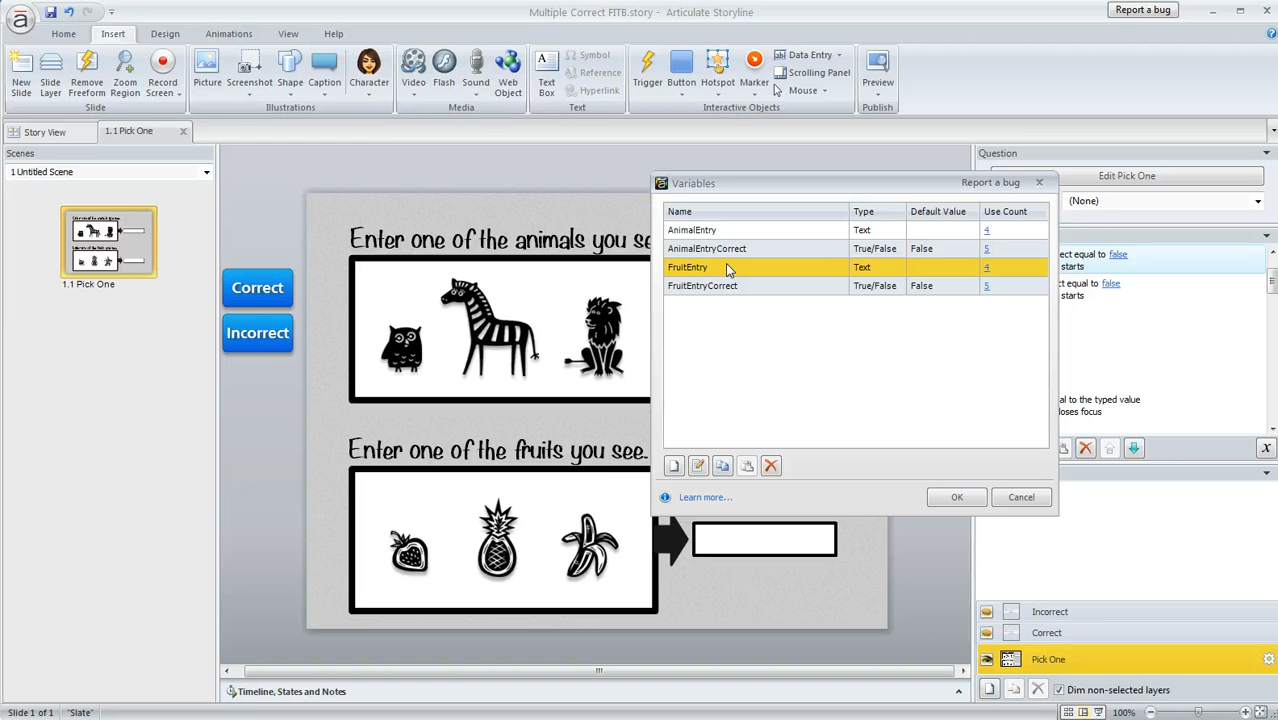 Multiple Correct FITB.story - Articulate Storyline
Report a bug
Home Insert Design Animations View Help
New Slide
Slide Layer
Remove Freeform
Zoom Region
Record Screen
Slide
Picture
Screenshot
Shape
Caption
Character
Illustrations
Video
Flash
Sound
Web Object
Media
Text Box
Symbol
Reference
Hyperlink
Text
Trigger
Button
Hotspot
Marker
Data Entry
Scrolling Panel
Mouse
Interactive Objects
Preview
Publish
Story View
1.1 Pick One
Scenes
1 Untitled Scene
1.1 Pick One
Correct
Incorrect
Enter one of the animals you se
Enter one of the fruits you see.
Variables
Report a bug
Name Type Default Value Use Count
AnimalEntry Text 4
AnimalEntryCorrect True/False False 5
FruitEntry Text 4
FruitEntryCorrect True/False False 5
Learn more...
OK
Cancel
Question
Edit Pick One
(None)
ect equal to false
starts
ct equal to false
starts
al to the typed value
loses focus
x
Incorrect
Correct
Pick One
Dim non-selected layers
Timeline, States and Notes
Slide 1 of 1 "Slate" 100%